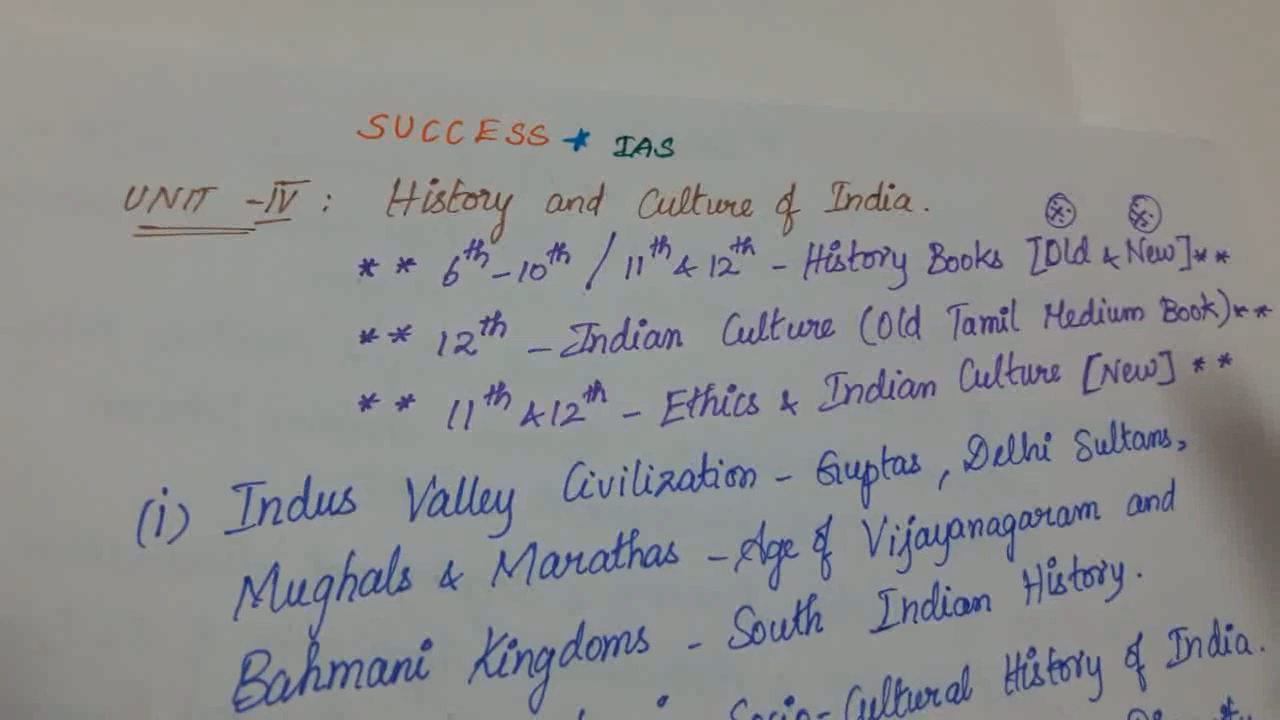 SUCCESS ★ IAS
UNIT - IV : History and Culture of India.
** 6th - 10th / 11th & 12th - History Books [Old & New] **
** 12th - Indian Culture (Old Tamil Medium Book) **
** 11th & 12th - Ethics & Indian Culture [New] **
(i) Indus Valley Civilization - Guptas, Delhi Sultans,
Mughals & Marathas - Age of Vijayanagaram and
Bahmani Kingdoms - South Indian History.
Socio-Cultural History of India.